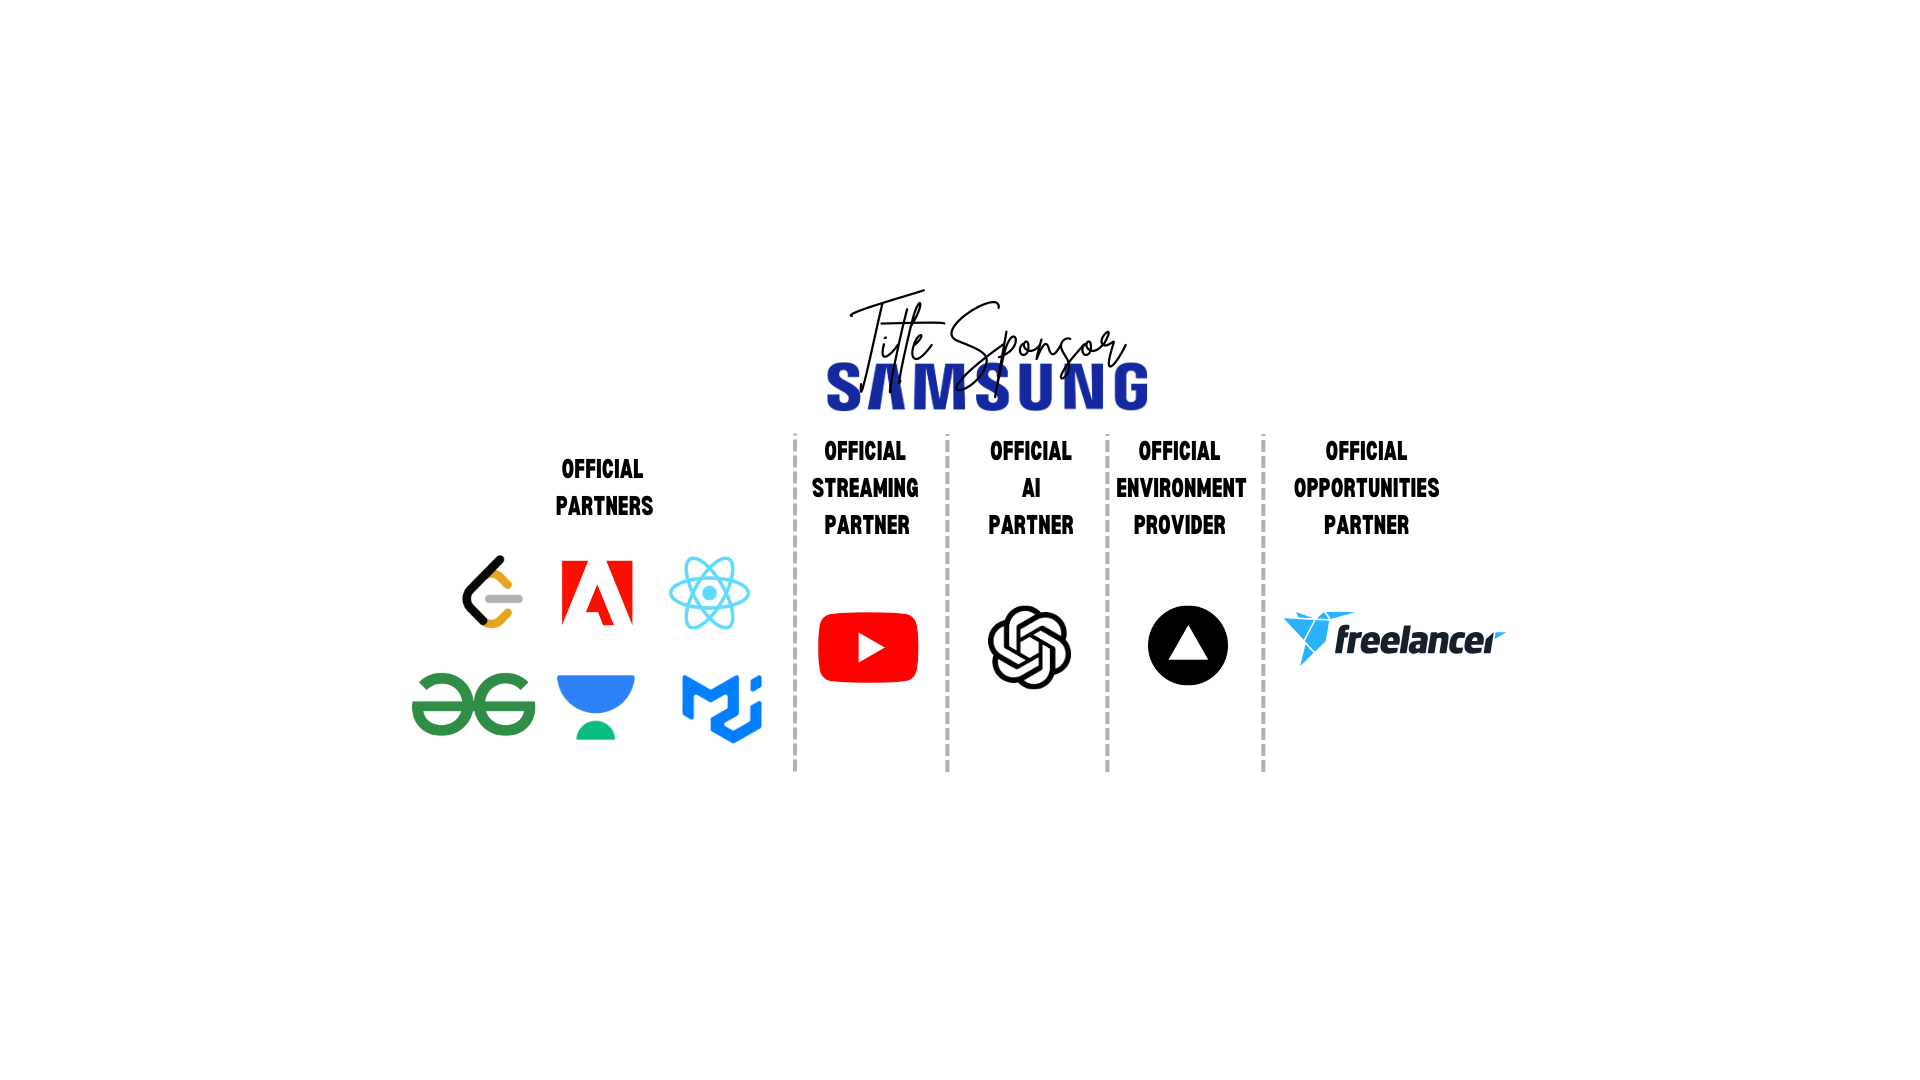 Title Sponsor
SAMSUNG
OFFICIAL
PARTNERS
OFFICIAL
STREAMING
PARTNER
OFFICIAL
AI
PARTNER
OFFICIAL
ENVIRONMENT
PROVIDER
OFFICIAL
OPPORTUNITIES
PARTNER
freelancer